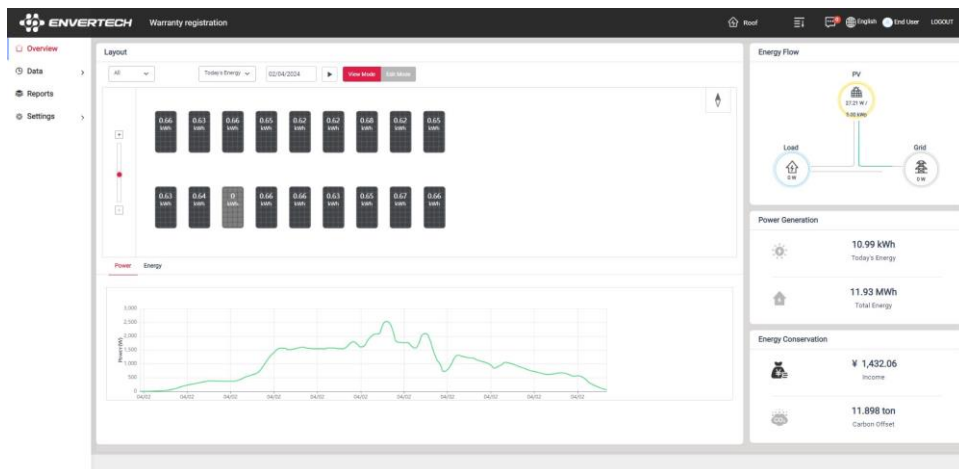 ENVERTECH Warranty registration Roof English End User LOGOUT
Overview
Data
Reports
Settings
Layout
All Today's Energy 02/04/2024 View Mode Edit Mode
0.66 kWh 0.63 kWh 0.66 kWh 0.65 kWh 0.62 kWh 0.62 kWh 0.68 kWh 0.62 kWh 0.65 kWh
0.63 kWh 0.64 kWh 0 kWh 0.66 kWh 0.66 kWh 0.63 kWh 0.65 kWh 0.67 kWh 0.66 kWh
Power Energy
Power(W)
3,000
2,500
2,000
1,500
1,000
500
0
04/02 04/02 04/02 04/02 04/02 04/02 04/02 04/02 04/02 04/02 04/02
Energy Flow
PV
37.21 W /
Load
0 W
Grid
0 W
Power Generation
10.99 kWh
Today's Energy
11.93 MWh
Total Energy
Energy Conservation
¥ 1,432.06
Income
11.898 ton
Carbon Offset